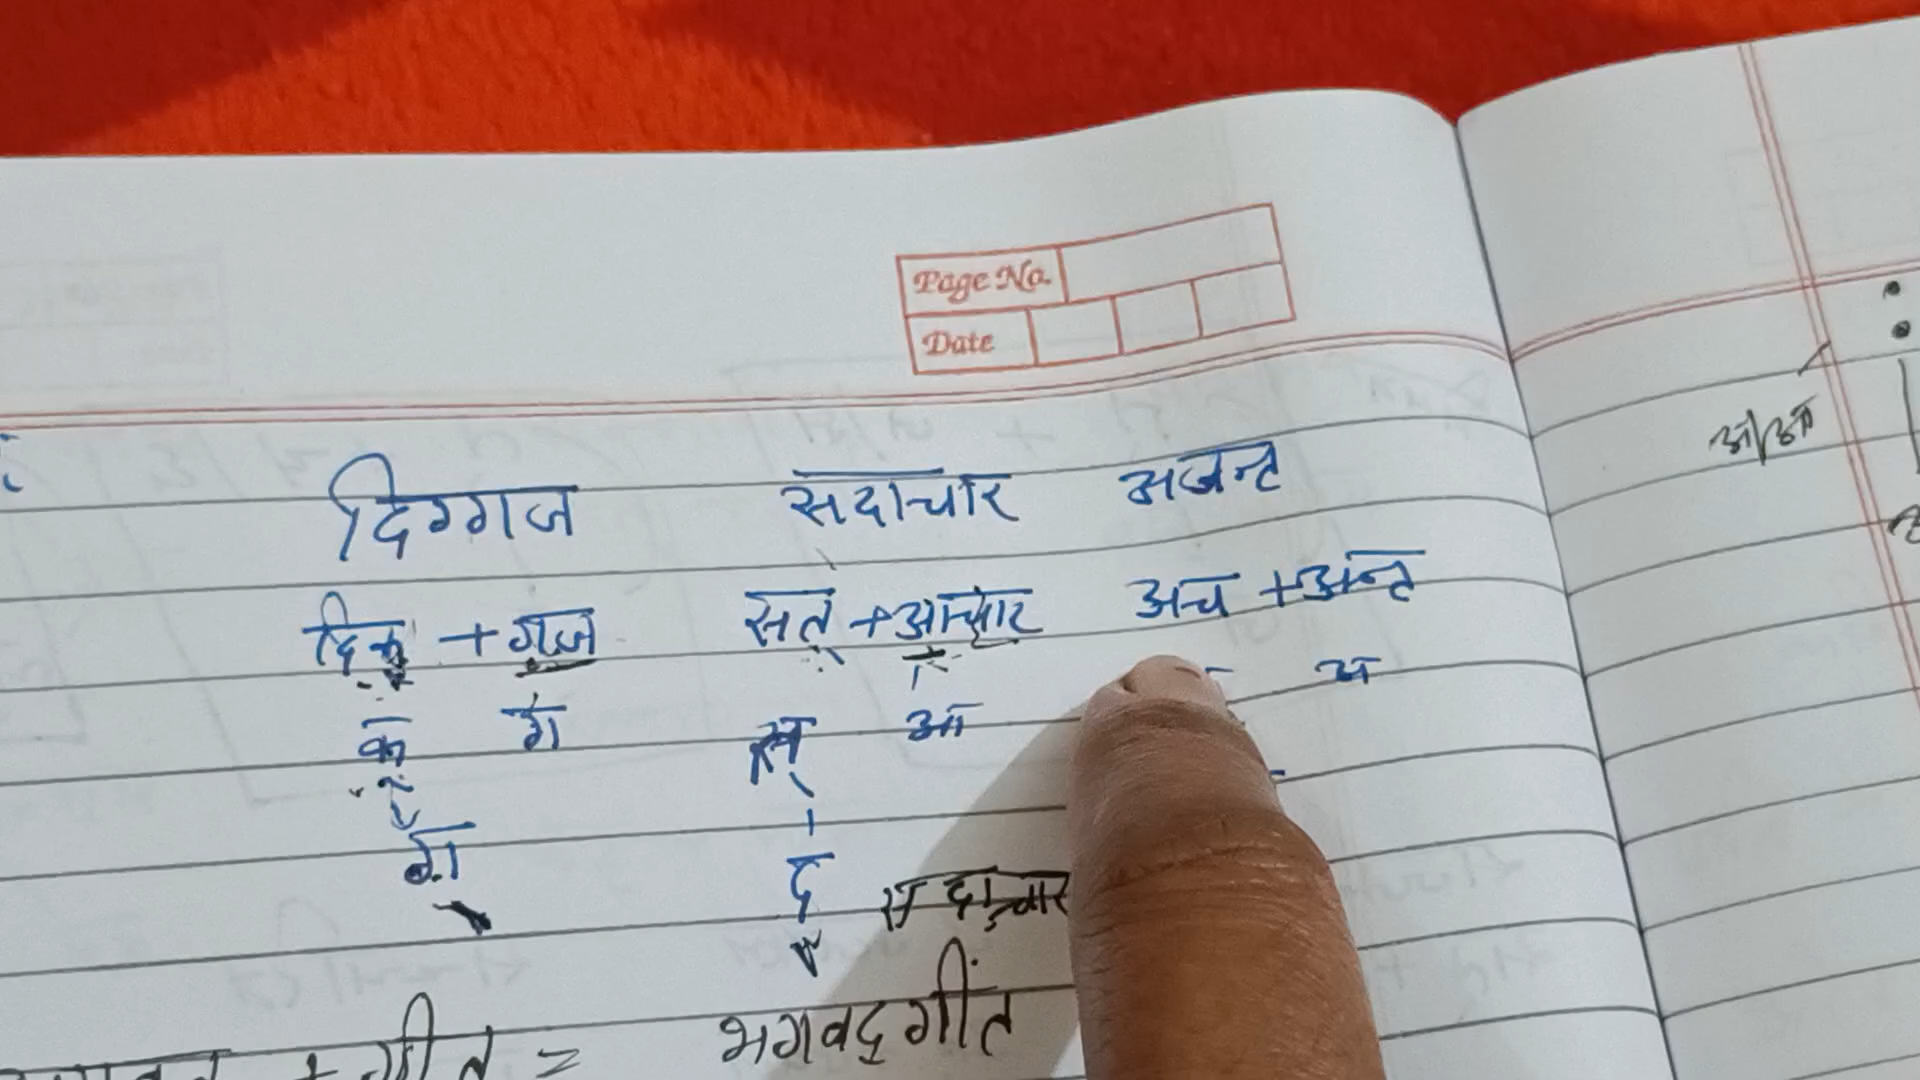 Page No.
Date
दिग्गज सदाचार अजन्त
दिक् + गज सत् + आचार अच + अन्त
क ग त् आ अ
ग
द सदाचार
+ गीत = भगवद्गीत